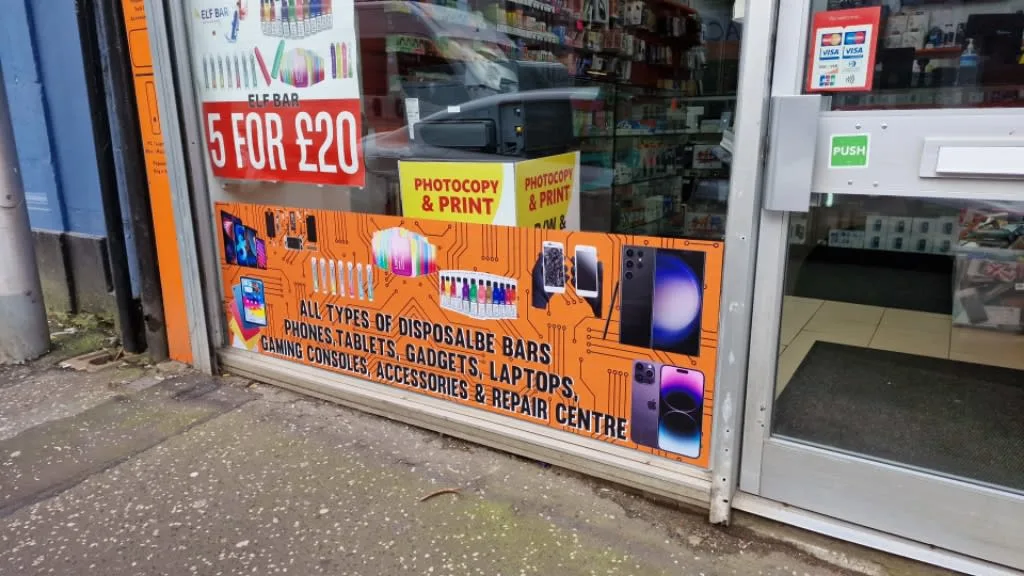 ELF BAR
ELF BAR
5 FOR £20
PHOTOCOPY
& PRINT
PHOTOCOPY
& PRINT
&
VISA
VISA
PUSH
ALL TYPES OF DISPOSALBE BARS
PHONES,TABLETS, GADGETS, LAPTOPS,
GAMING CONSOLES, ACCESSORIES & REPAIR CENTRE